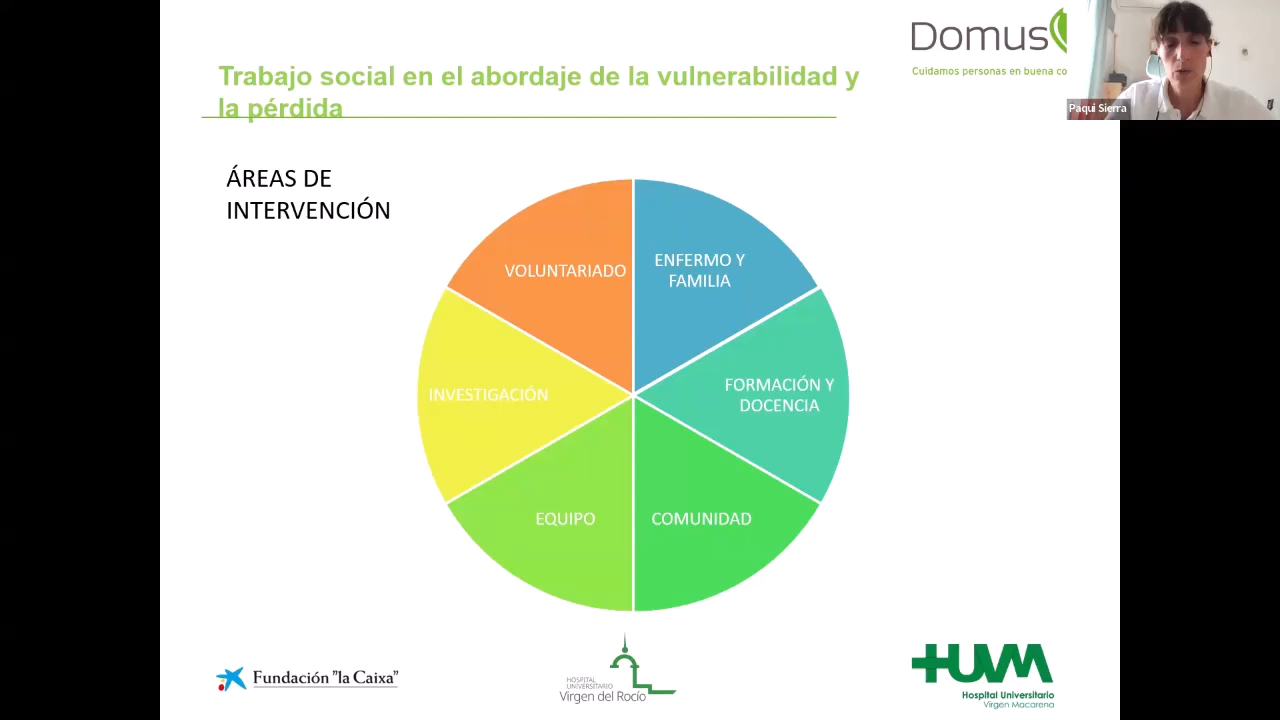 Trabajo social en el abordaje de la vulnerabilidad y
la pérdida
Domus
Cuidamos personas en buena co
Paqui Sierra
ÁREAS DE
INTERVENCIÓN
VOLUNTARIADO
ENFERMO Y
FAMILIA
INVESTIGACIÓN
FORMACIÓN Y
DOCENCIA
EQUIPO
COMUNIDAD
Fundación "la Caixa"
HOSPITAL
UNIVERSITARIO
Virgen del Rocío
HUVM
Hospital Universitario
Virgen Macarena